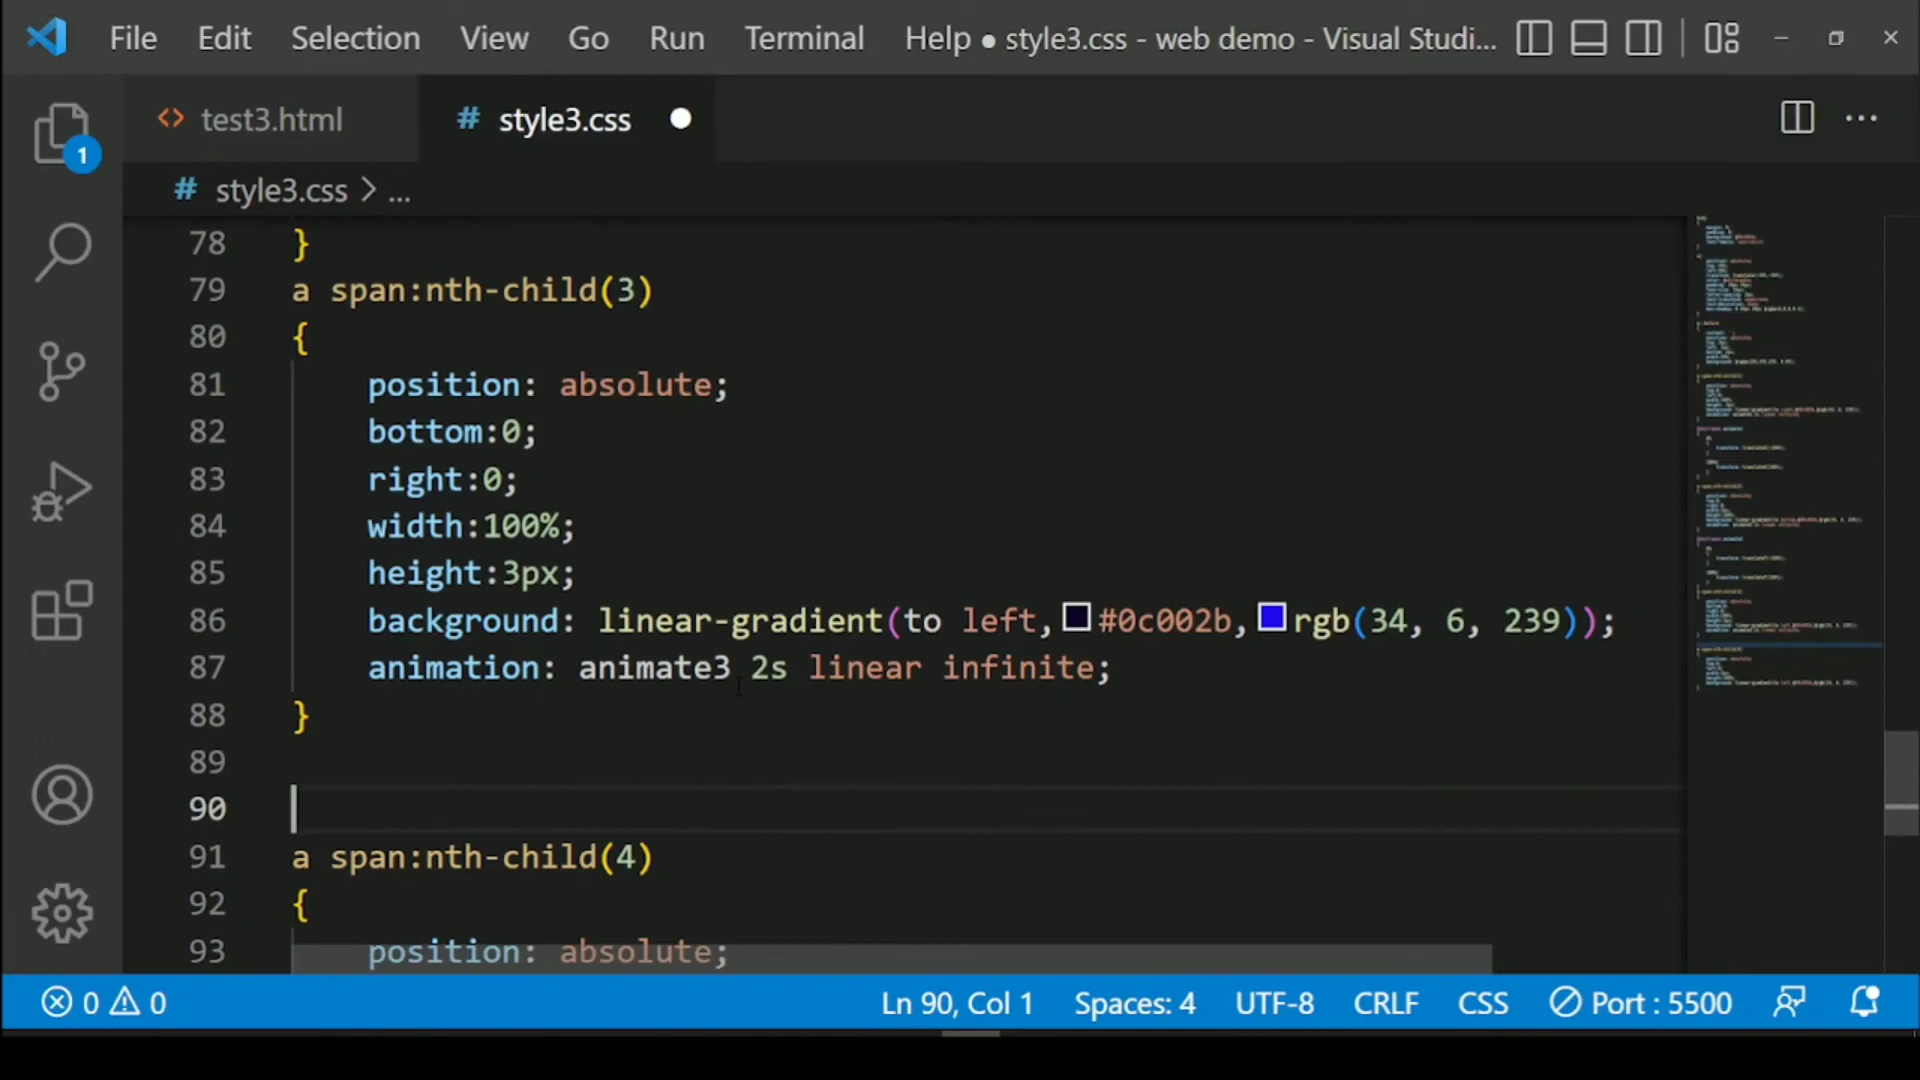 File Edit Selection View Go Run Terminal Help ● style3.css - web demo - Visual Studi...
1
<> test3.html # style3.css ●
# style3.css > ...
78 }
79 a span:nth-child(3)
80 {
81 position: absolute;
82 bottom:0;
83 right:0;
84 width:100%;
85 height:3px;
86 background: linear-gradient(to left,#0c002b,rgb(34, 6, 239));
87 animation: animate3 2s linear infinite;
88 }
89
90
91 a span:nth-child(4)
92 {
93 position: absolute;
0 0 Ln 90, Col 1 Spaces: 4 UTF-8 CRLF CSS Port : 5500